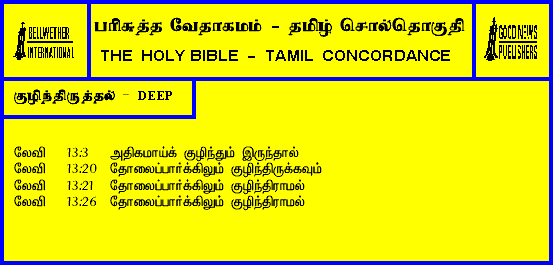 BELLWETHER
INTERNATIONAL
பரிசுத்த வேதாகமம் - தமிழ் சொல்தொகுதி
THE HOLY BIBLE - TAMIL CONCORDANCE
GOOD NEWS
PUBLISHERS
குழிந்திருத்தல் - DEEP
லேவி 13:3 அதிகமாய்க் குழிந்தும் இருந்தால்
லேவி 13:20 தோலைப்பார்க்கிலும் குழிந்திருக்கவும்
லேவி 13:21 தோலைப்பார்க்கிலும் குழிந்திராமல்
லேவி 13:26 தோலைப்பார்க்கிலும் குழிந்திராமல்